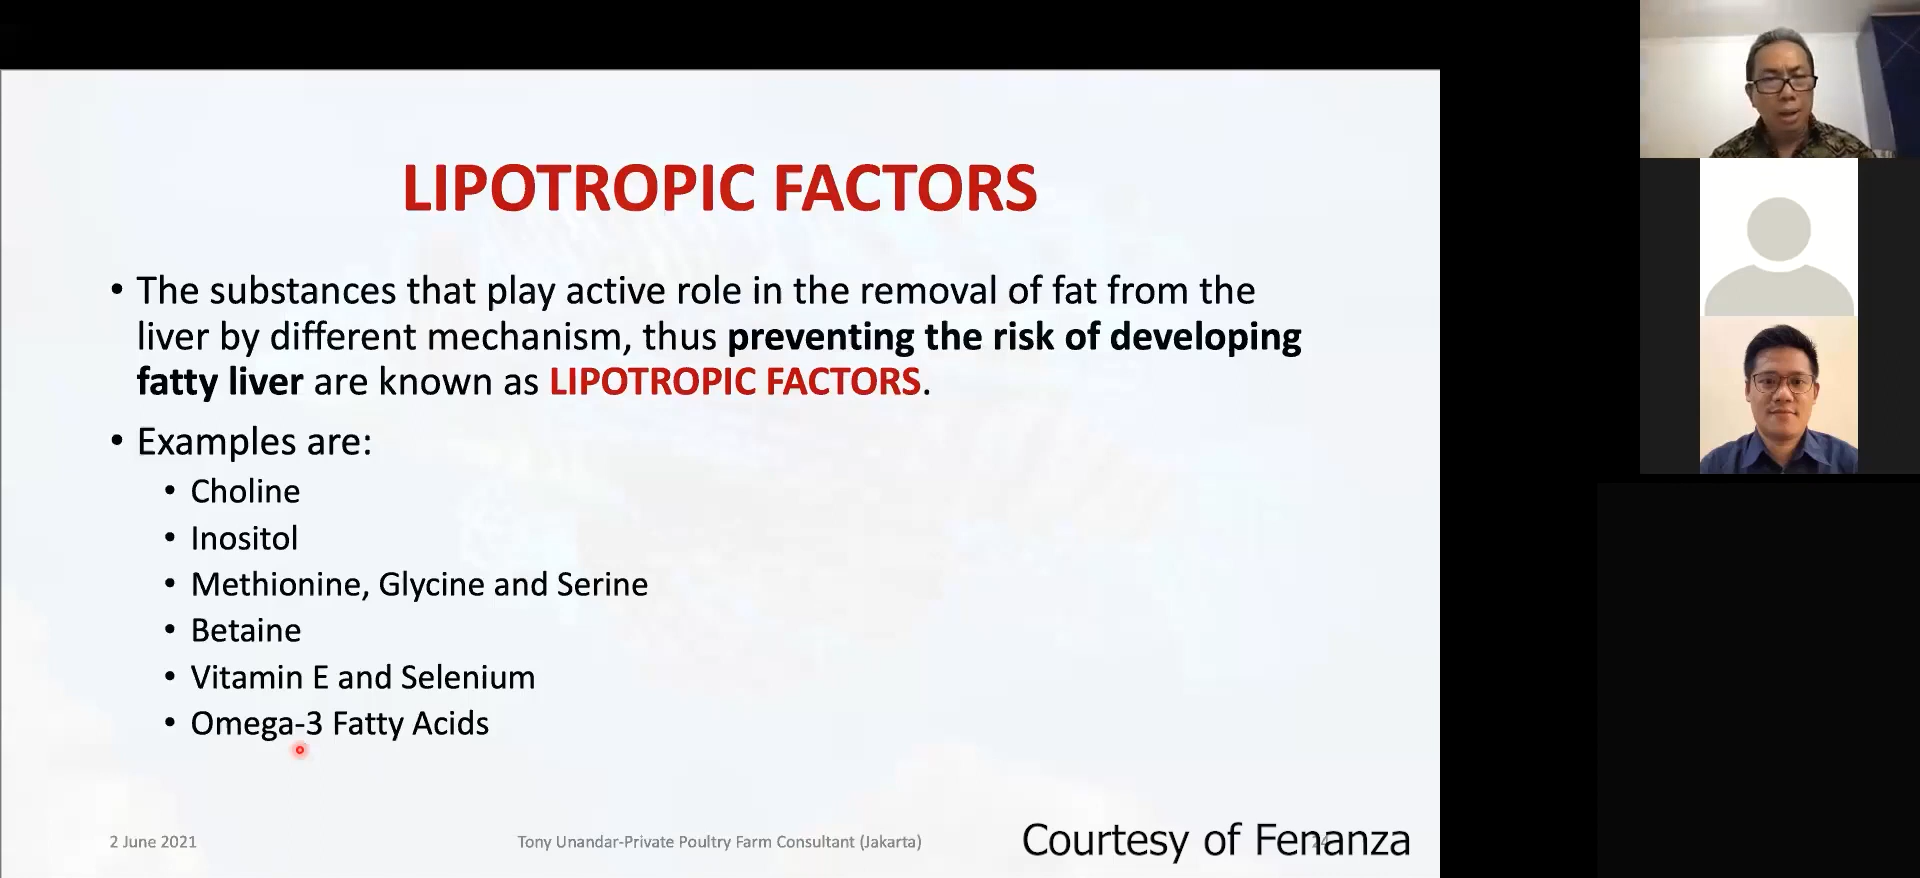 LIPOTROPIC FACTORS
• The substances that play active role in the removal of fat from the
liver by different mechanism, thus preventing the risk of developing
fatty liver are known as LIPOTROPIC FACTORS.
• Examples are:
• Choline
• Inositol
• Methionine, Glycine and Serine
• Betaine
• Vitamin E and Selenium
• Omega-3 Fatty Acids
2 June 2021
Tony Unandar-Private Poultry Farm Consultant (Jakarta)
Courtesy of Fenanza